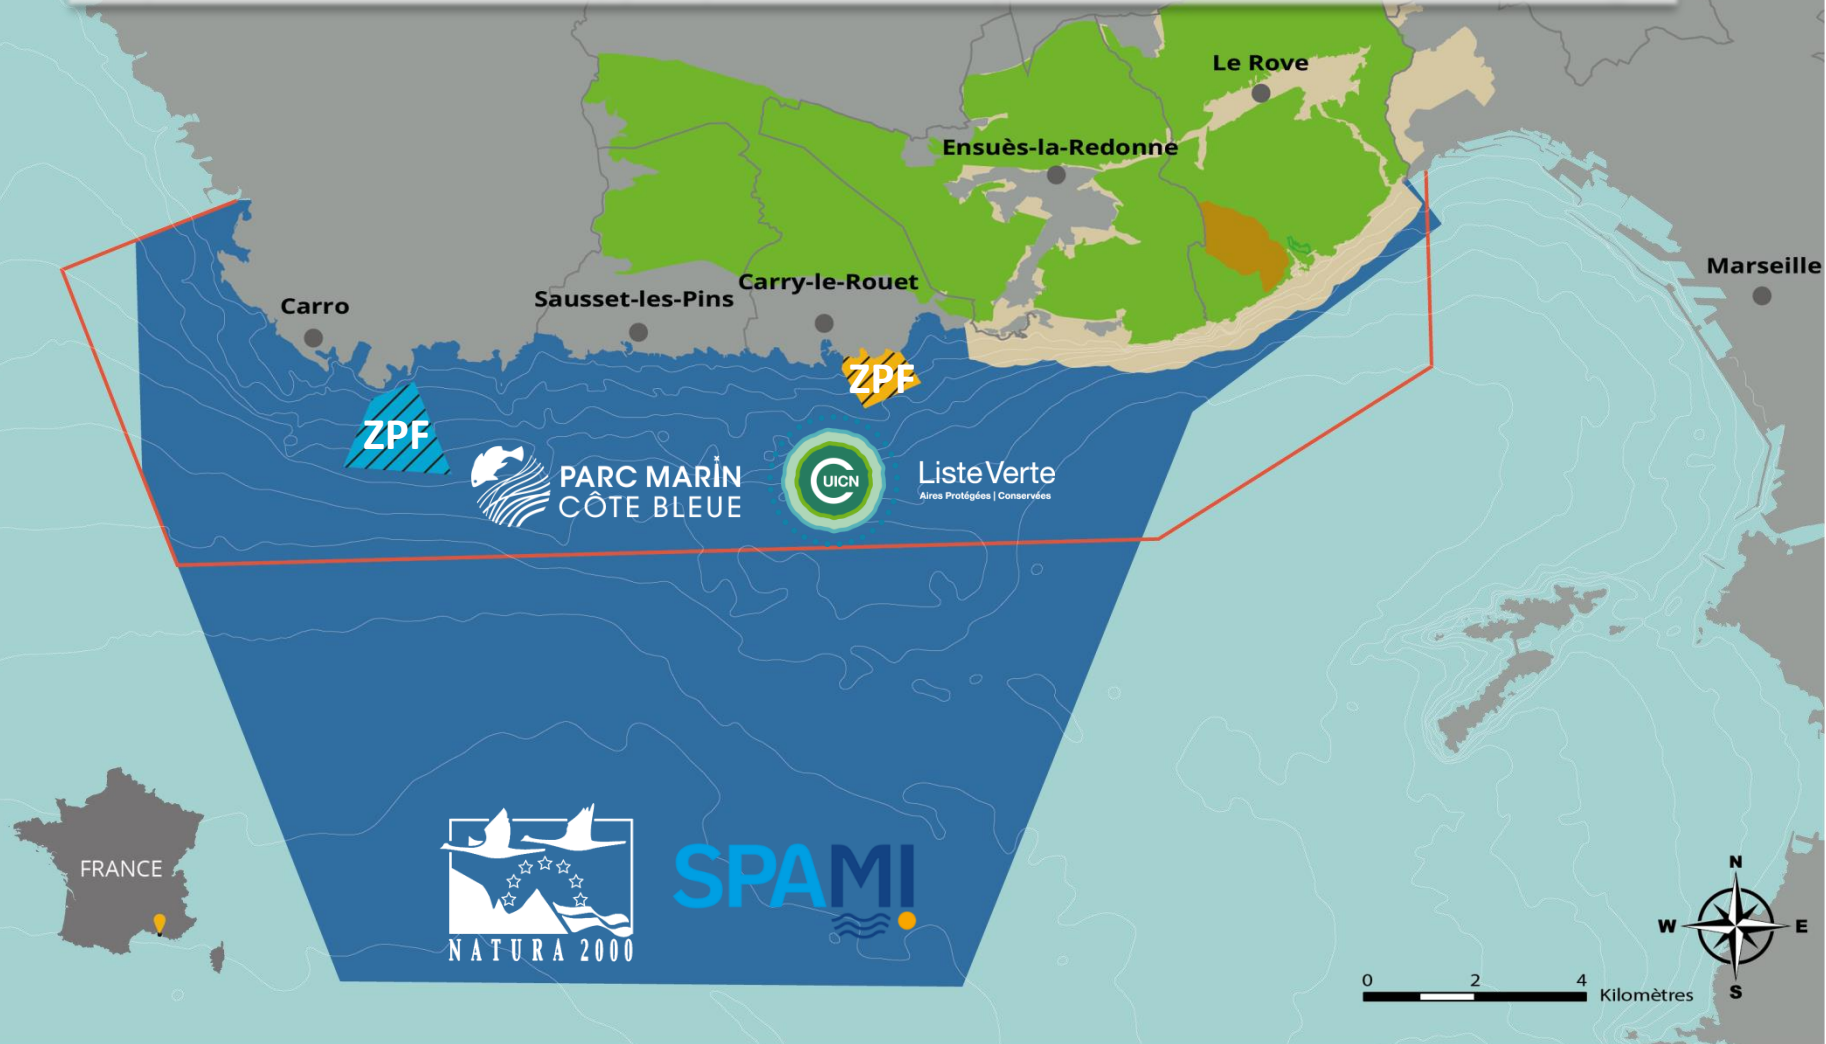 Le Rove
Ensuès-la-Redonne
Marseille
Carry-le-Rouet
Sausset-les-Pins
Carro
ZPF
ZPF
PARC MARIN
CÔTE BLEUE
UICN
Liste Verte
Aires Protégées | Conservées
FRANCE
NATURA 2000
SPAMI
N
W
E
S
0 2 4
Kilomètres